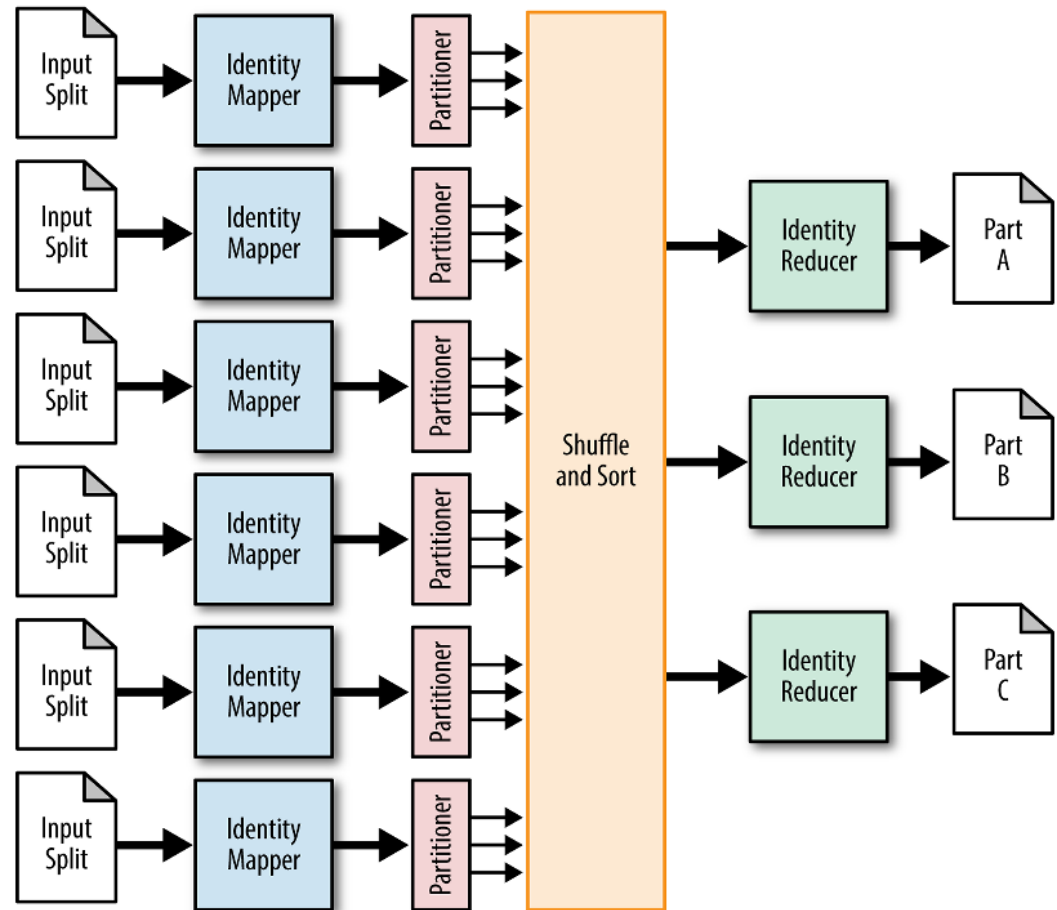 Input
Split
Identity
Mapper
Partitioner
Input
Split
Identity
Mapper
Partitioner
Identity
Reducer
Part
A
Input
Split
Identity
Mapper
Partitioner
Shuffle
and Sort
Identity
Reducer
Part
B
Input
Split
Identity
Mapper
Partitioner
Input
Split
Identity
Mapper
Partitioner
Identity
Reducer
Part
C
Input
Split
Identity
Mapper
Partitioner